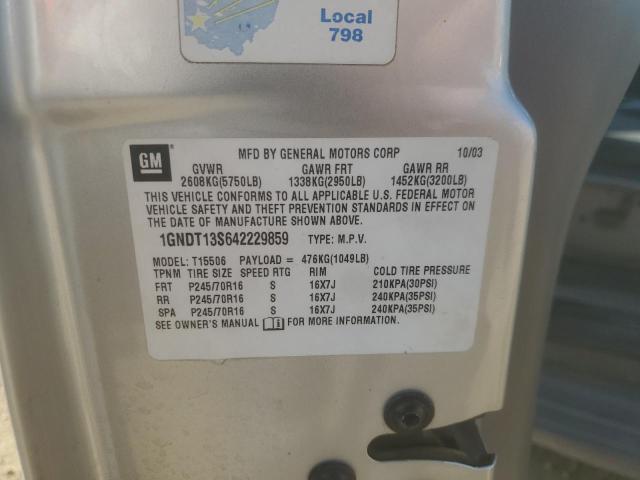 Local
798
GM
MFD BY GENERAL MOTORS CORP 10/03
GVWR GAWR FRT GAWR RR
2608KG(5750LB) 1338KG(2950LB) 1452KG(3200LB)
THIS VEHICLE CONFORMS TO ALL APPLICABLE U.S. FEDERAL MOTOR
VEHICLE SAFETY AND THEFT PREVENTION STANDARDS IN EFFECT ON
THE DATE OF MANUFACTURE SHOWN ABOVE.
1GNDT13S642229859 TYPE: M.P.V.
MODEL: T15506 PAYLOAD = 476KG(1049LB)
TPNM TIRE SIZE SPEED RTG RIM COLD TIRE PRESSURE
FRT P245/70R16 S 16X7J 210KPA(30PSI)
RR P245/70R16 S 16X7J 240KPA(35PSI)
SPA P245/70R16 S 16X7J 240KPA(35PSI)
SEE OWNER'S MANUAL FOR MORE INFORMATION.